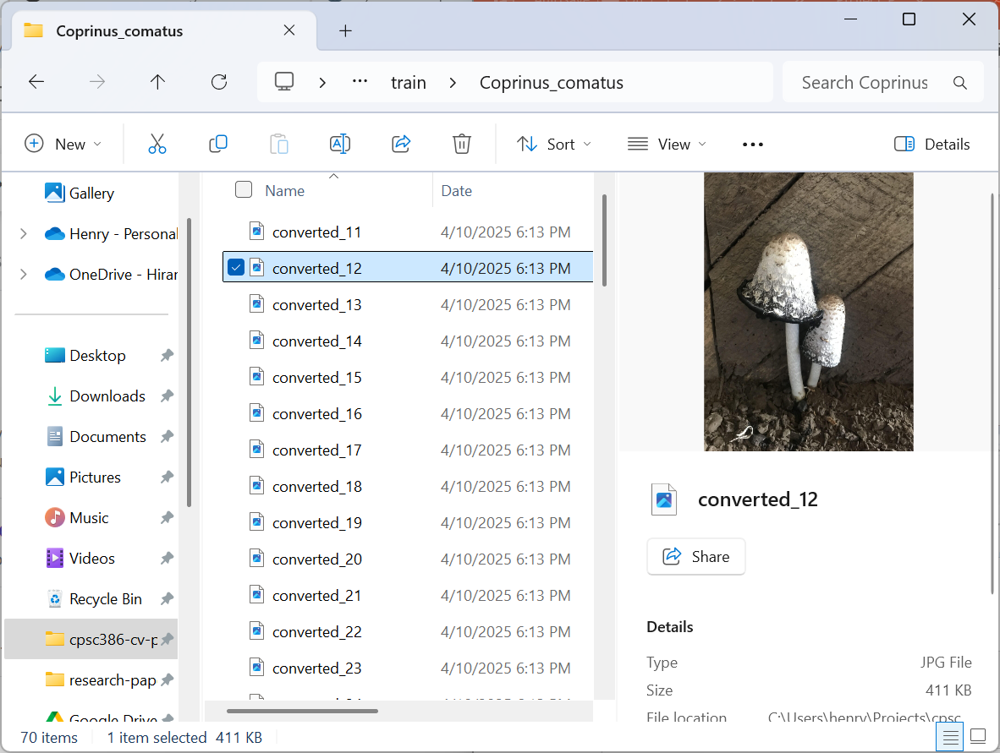 Coprinus_comatus
train
Coprinus_comatus
Search Coprinus
New
Sort
View
Details
Gallery
Henry - Personal
OneDrive - Hirar
Desktop
Downloads
Documents
Pictures
Music
Videos
Recycle Bin
cpsc386-cv-p
research-pap
Google Drive
Name Date
converted_11 4/10/2025 6:13 PM
converted_12 4/10/2025 6:13 PM
converted_13 4/10/2025 6:13 PM
converted_14 4/10/2025 6:13 PM
converted_15 4/10/2025 6:13 PM
converted_16 4/10/2025 6:13 PM
converted_17 4/10/2025 6:13 PM
converted_18 4/10/2025 6:13 PM
converted_19 4/10/2025 6:13 PM
converted_20 4/10/2025 6:13 PM
converted_21 4/10/2025 6:13 PM
converted_22 4/10/2025 6:13 PM
converted_23 4/10/2025 6:13 PM
converted_12
Share
Details
Type JPG File
Size 411 KB
File location C:\Users\henry\Projects\cpsc
70 items 1 item selected 411 KB